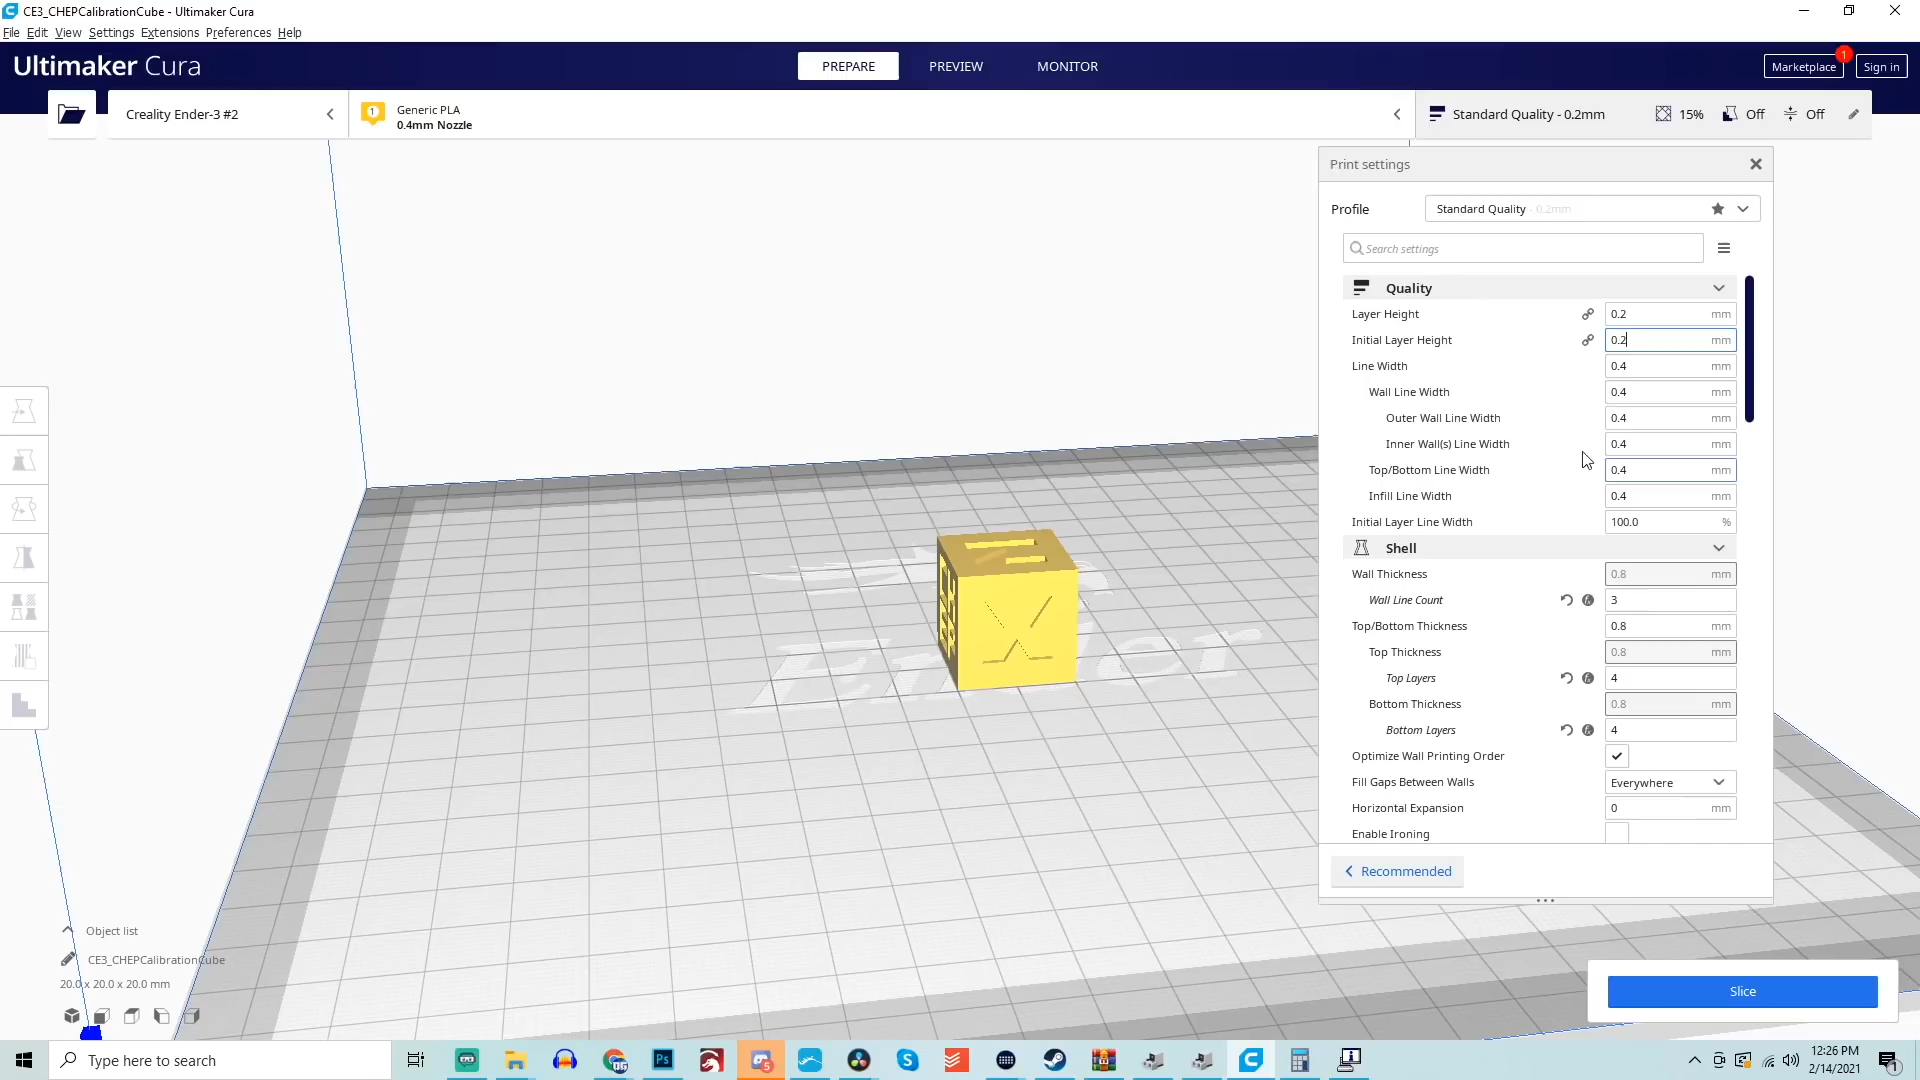 CE3_CHEPCalibrationCube - Ultimaker Cura
File Edit View Settings Extensions Preferences Help
Ultimaker Cura
PREPARE
PREVIEW
MONITOR
Marketplace
1
Sign in
Creality Ender-3 #2
1
Generic PLA
0.4mm Nozzle
Standard Quality - 0.2mm
15%
Off
Off
Print settings
Profile
Standard Quality - 0.2mm
Search settings
Quality
Layer Height 0.2 mm
Initial Layer Height 0.2 mm
Line Width 0.4 mm
Wall Line Width 0.4 mm
Outer Wall Line Width 0.4 mm
Inner Wall(s) Line Width 0.4 mm
Top/Bottom Line Width 0.4 mm
Infill Line Width 0.4 mm
Initial Layer Line Width 100.0 %
Shell
Wall Thickness 0.8 mm
Wall Line Count 3
Top/Bottom Thickness 0.8 mm
Top Thickness 0.8 mm
Top Layers 4
Bottom Thickness 0.8 mm
Bottom Layers 4
Optimize Wall Printing Order
Fill Gaps Between Walls Everywhere
Horizontal Expansion 0 mm
Enable Ironing
Recommended
X
Ender
Object list
CE3_CHEPCalibrationCube
20.0 x 20.0 x 20.0 mm
Slice
Type here to search
Ps
5
12:26 PM
2/14/2021
1